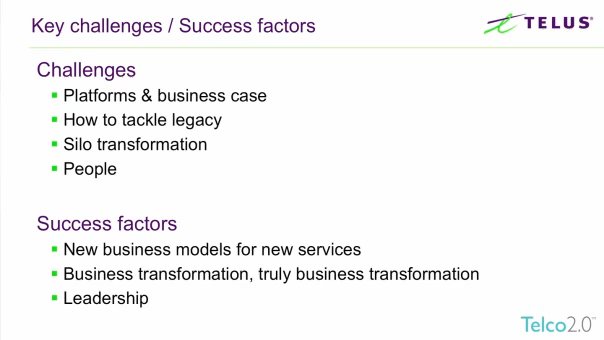 Key challenges / Success factors
TELUS®
Challenges
Platforms & business case
How to tackle legacy
Silo transformation
People
Success factors
New business models for new services
Business transformation, truly business transformation
Leadership
Telco2.0™